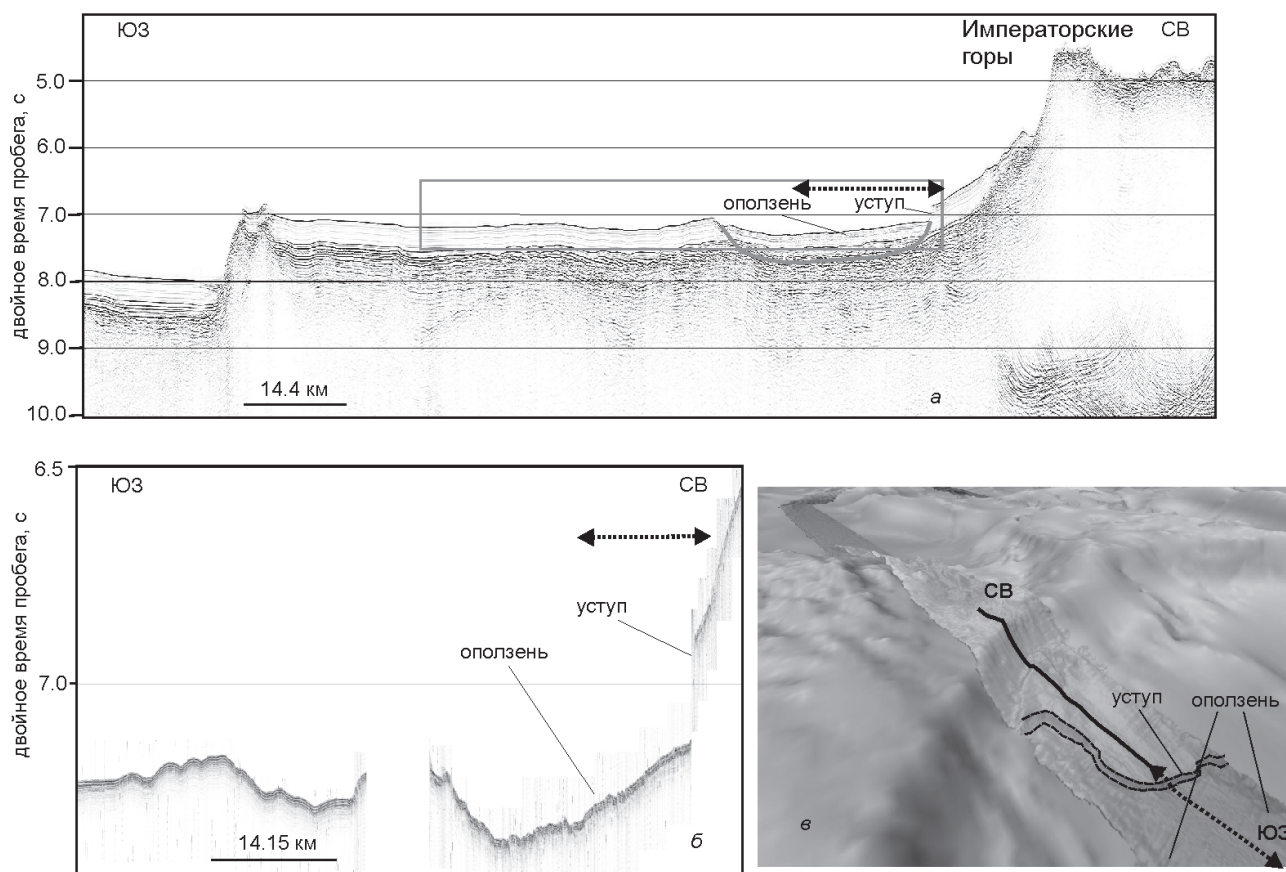 ЮЗ
Императорские
горы
СВ
двойное время пробега, с
5.0
6.0
7.0
8.0
9.0
10.0
оползень
уступ
14.4 км
а
ЮЗ
СВ
двойное время пробега, с
6.5
7.0
уступ
оползень
14.15 км
б
СВ
уступ
оползень
ЮЗ
в